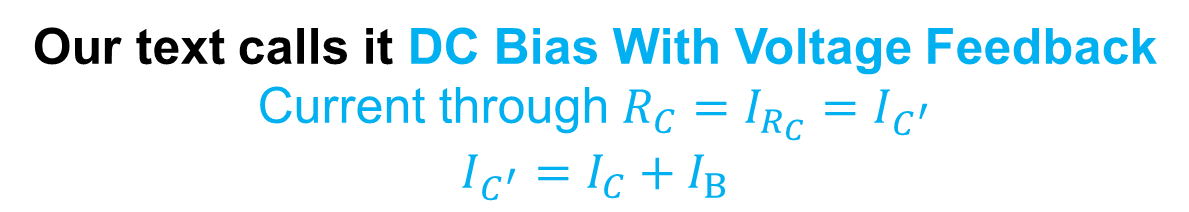 Our text calls it DC Bias With Voltage Feedback
Current through R_C = I_{R_C} = I_{C'}
I_{C'} = I_C + I_B